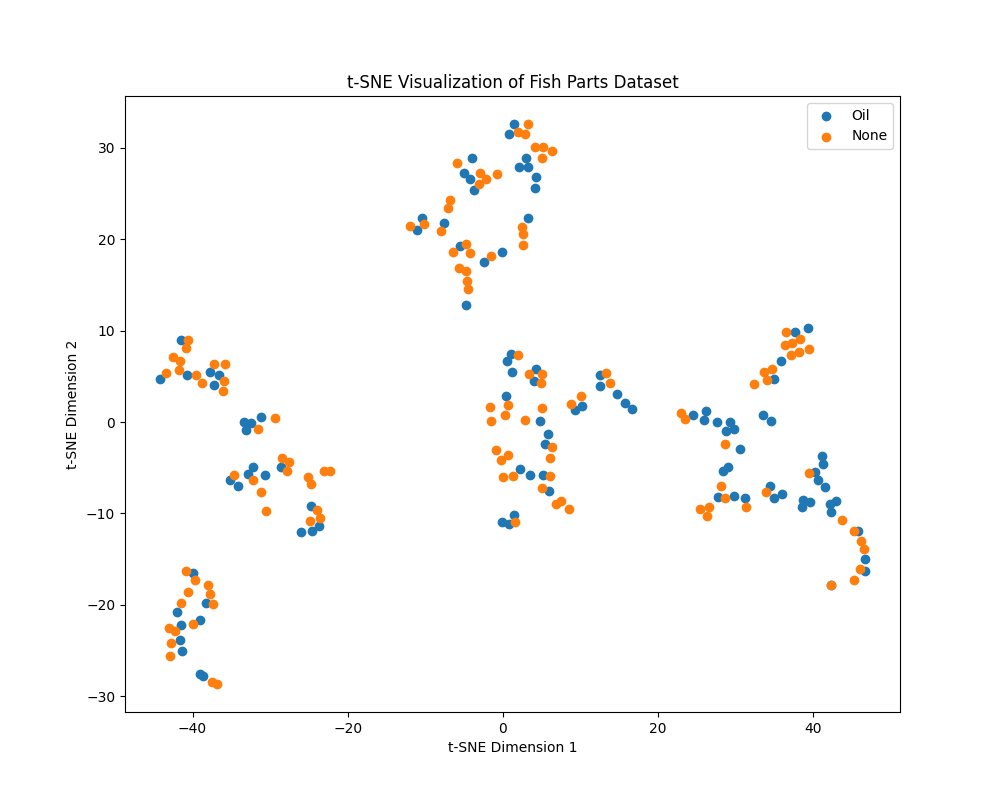 t-SNE Visualization of Fish Parts Dataset
Oil
None
30
20
10
0
−10
−20
−30
t-SNE Dimension 2
−40
−20
0
20
40
t-SNE Dimension 1